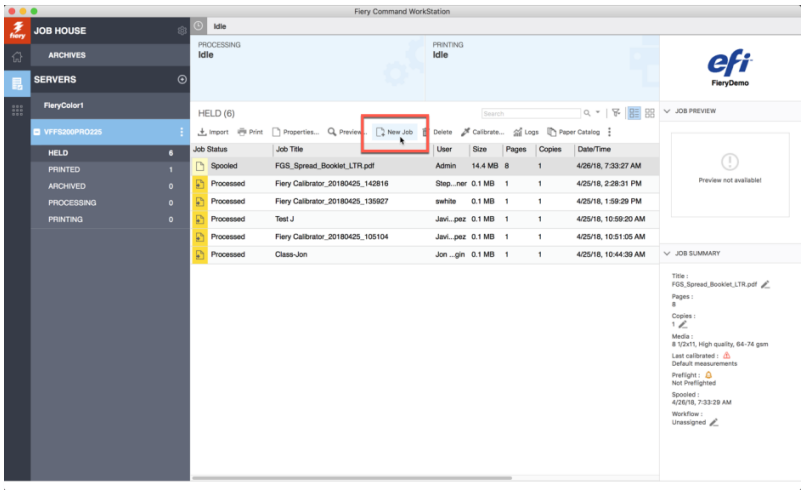 Fiery Command WorkStation
fiery
JOB HOUSE
ARCHIVES
SERVERS
FieryColor1
VFFS200PRO225
HELD 6
PRINTED 1
ARCHIVED 0
PROCESSING 0
PRINTING 0
Idle
PROCESSING
Idle
PRINTING
Idle
HELD (6)
Search
Import Print Properties... Preview... New Job Delete Calibrate... Logs Paper Catalog
Job Status Job Title User Size Pages Copies Date/Time
Spooled FGS_Spread_Booklet_LTR.pdf Admin 14.4 MB 8 1 4/26/18, 7:33:27 AM
Processed Fiery Calibrator_20180425_142816 Step...ner 0.1 MB 1 1 4/25/18, 2:28:31 PM
Processed Fiery Calibrator_20180425_135927 swhite 0.1 MB 1 1 4/25/18, 1:59:29 PM
Processed Test J Javi...pez 0.1 MB 1 1 4/25/18, 10:59:20 AM
Processed Fiery Calibrator_20180425_105104 Javi...pez 0.1 MB 1 1 4/25/18, 10:51:05 AM
Processed Class-Jon Jon ...gin 0.1 MB 1 1 4/25/18, 10:44:39 AM
efi
FieryDemo
JOB PREVIEW
Preview not available!
JOB SUMMARY
Title :
FGS_Spread_Booklet_LTR.pdf
Pages :
8
Copies :
1
Media :
8 1/2x11, High quality, 64-74 gsm
Last calibrated :
Default measurements
Preflight :
Not Preflighted
Spooled :
4/26/18, 7:33:29 AM
Workflow :
Unassigned